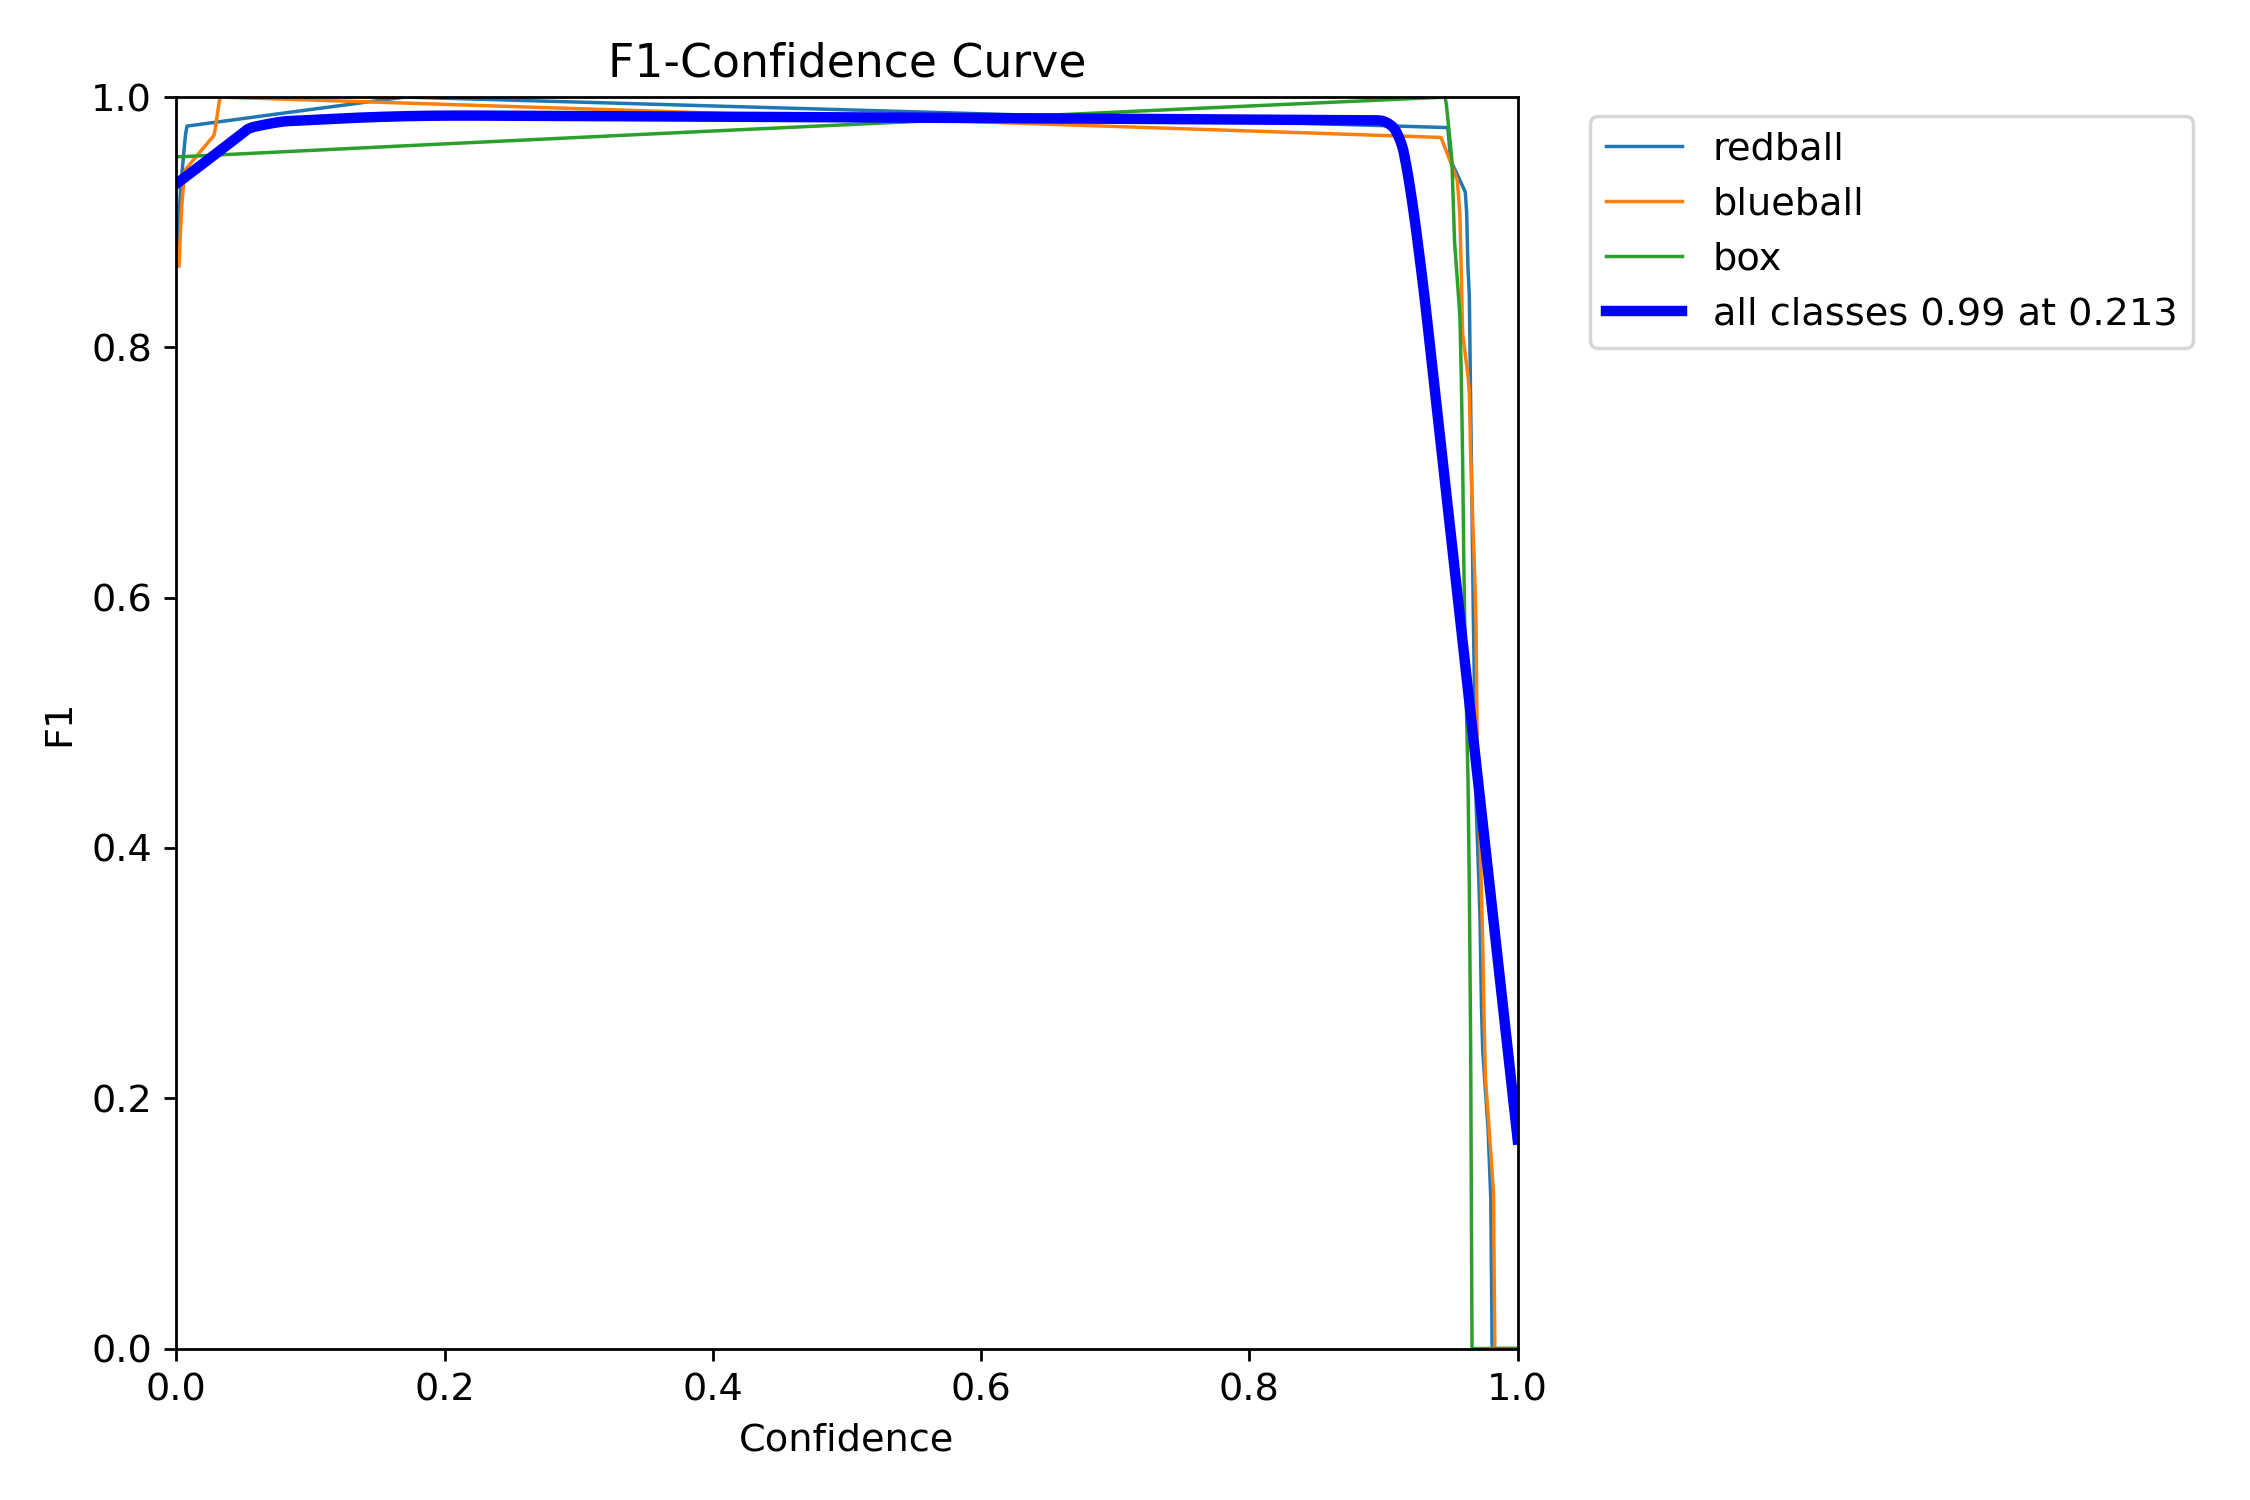 F1-Confidence Curve
1.0
0.8
0.6
0.4
0.2
0.0
F1
0.0 0.2 0.4 0.6 0.8 1.0
Confidence
redball
blueball
box
all classes 0.99 at 0.213